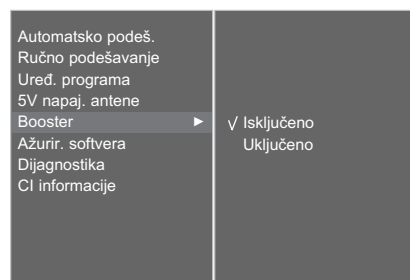 Automatsko podeš.
Ručno podešavanje
Uređ. programa
5V napaj. antene
Booster ►
Ažurir. softvera
Dijagnostika
CI informacije
√ Isključeno
Uključeno